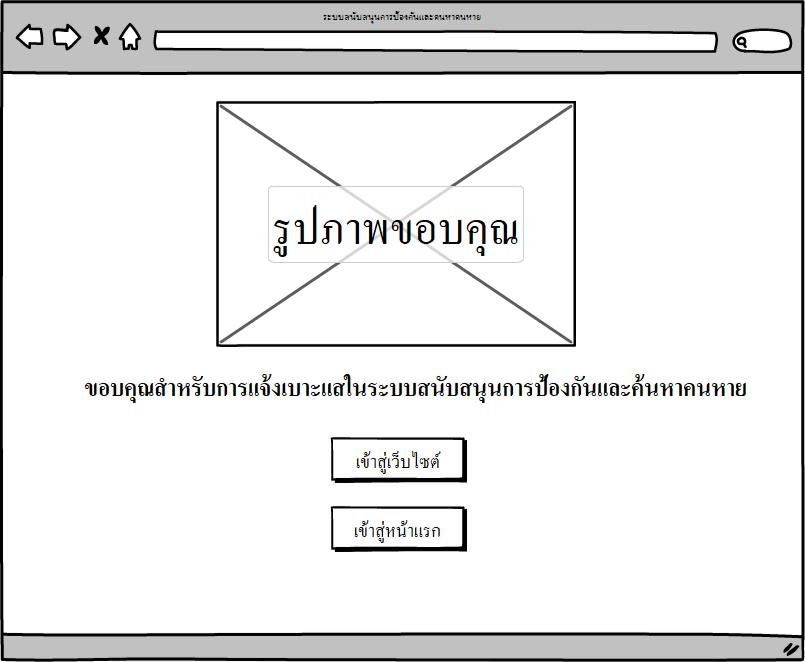 ระบบสนับสนุนการป้องกันและค้นหาคนหาย
รูปภาพขอบคุณ
ขอบคุณสำหรับการแจ้งเบาะแสในระบบสนับสนุนการป้องกันและค้นหาคนหาย
เข้าสู่เว็บไซต์
เข้าสู่หน้าแรก